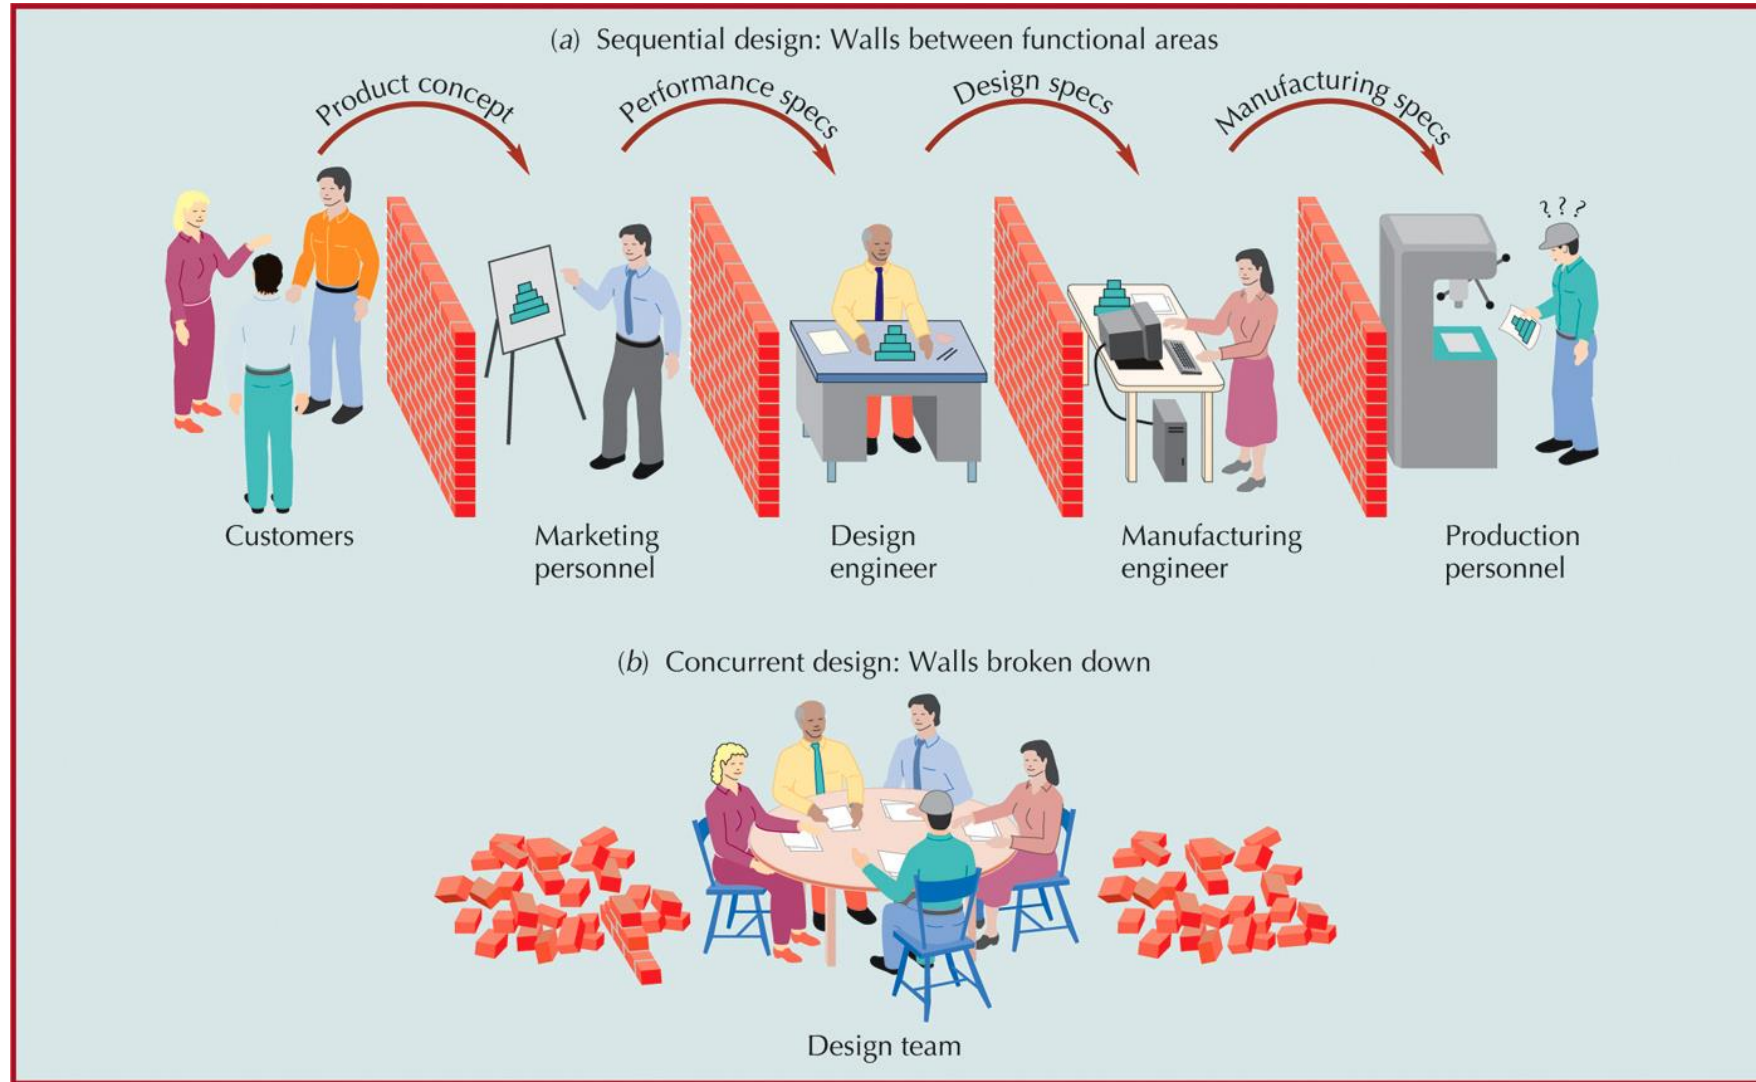 (a) Sequential design: Walls between functional areas
Product concept
Performance specs
Design specs
Manufacturing specs
? ? ?
Customers
Marketing
personnel
Design
engineer
Manufacturing
engineer
Production
personnel
(b) Concurrent design: Walls broken down
Design team